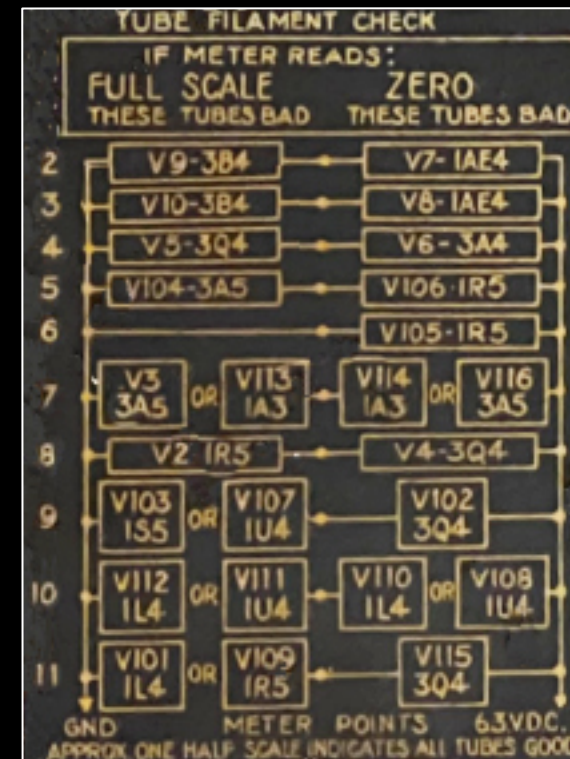 TUBE FILAMENT CHECK
IF METER READS:
FULL SCALE ZERO
THESE TUBES BAD THESE TUBES BAD
2 V9-3B4 V7-1AE4
3 V10-3B4 V8-1AE4
4 V5-3Q4 V6-3A4
5 V104-3A5 V106-1R5
6 V105-1R5
7 V3 3A5 OR V113 1A3 V114 1A3 OR V116 3A5
8 V2 1R5 V4-3Q4
9 V103 1S5 OR V107 1U4 V102 3Q4
10 V112 1L4 OR V111 1U4 V110 1L4 OR V108 1U4
11 V101 1L4 OR V109 1R5 V115 3Q4
GND METER POINTS 6.3V.DC.
APPROX ONE HALF SCALE INDICATES ALL TUBES GOOD